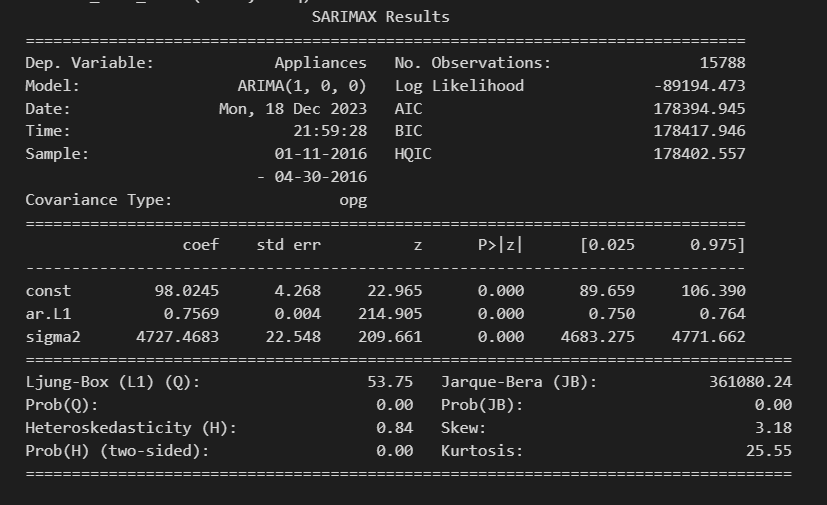 SARIMAX Results
==============================================================================
Dep. Variable: Appliances No. Observations: 15788
Model: ARIMA(1, 0, 0) Log Likelihood -89194.473
Date: Mon, 18 Dec 2023 AIC 178394.945
Time: 21:59:28 BIC 178417.946
Sample: 01-11-2016 HQIC 178402.557
- 04-30-2016
Covariance Type: opg
==============================================================================
coef std err z P>|z| [0.025 0.975]
------------------------------------------------------------------------------
const 98.0245 4.268 22.965 0.000 89.659 106.390
ar.L1 0.7569 0.004 214.905 0.000 0.750 0.764
sigma2 4727.4683 22.548 209.661 0.000 4683.275 4771.662
===================================================================================
Ljung-Box (L1) (Q): 53.75 Jarque-Bera (JB): 361080.24
Prob(Q): 0.00 Prob(JB): 0.00
Heteroskedasticity (H): 0.84 Skew: 3.18
Prob(H) (two-sided): 0.00 Kurtosis: 25.55
===================================================================================